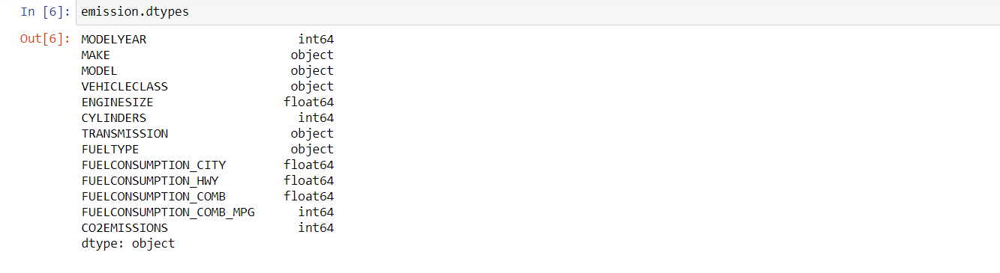 In [6]: emission.dtypes
Out[6]: MODELYEAR int64
MAKE object
MODEL object
VEHICLECLASS object
ENGINESIZE float64
CYLINDERS int64
TRANSMISSION object
FUELTYPE object
FUELCONSUMPTION_CITY float64
FUELCONSUMPTION_HWY float64
FUELCONSUMPTION_COMB float64
FUELCONSUMPTION_COMB_MPG int64
CO2EMISSIONS int64
dtype: object